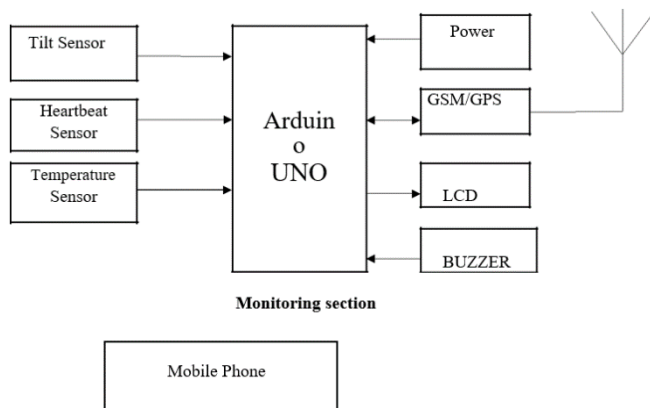 Tilt Sensor
Heartbeat
Sensor
Temperature
Sensor
Arduin
o
UNO
Power
GSM/GPS
LCD
BUZZER
Monitoring section
Mobile Phone